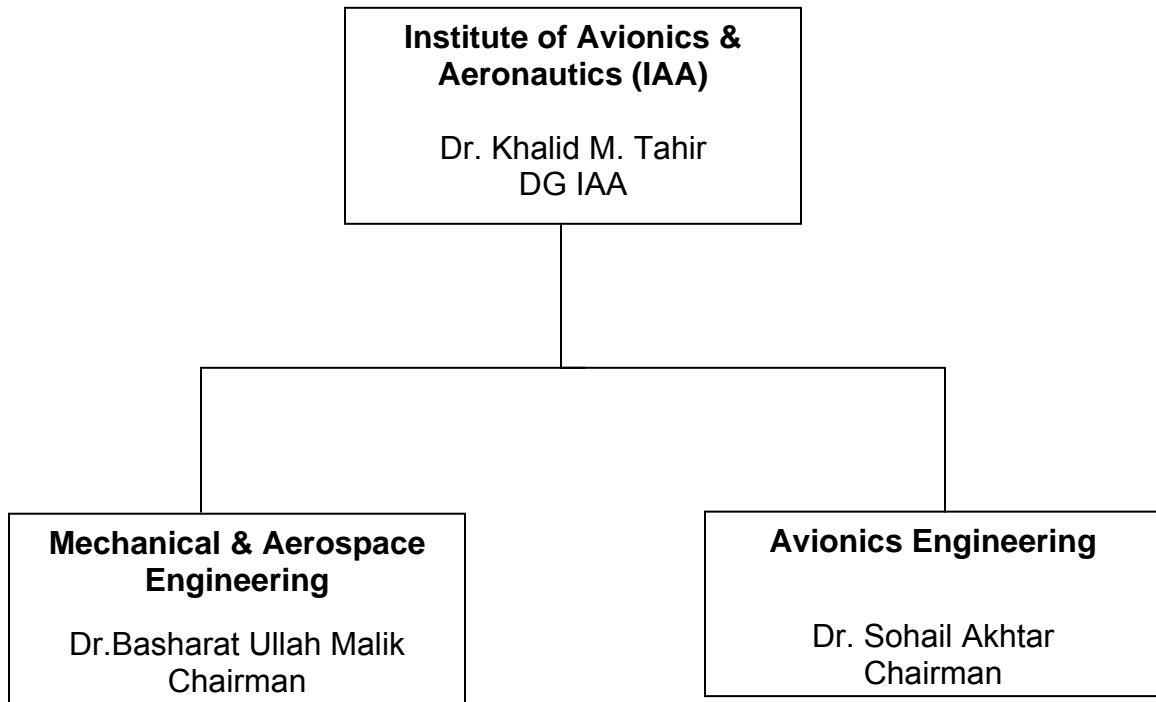 Institute of Avionics &
Aeronautics (IAA)
Dr. Khalid M. Tahir
DG IAA
Mechanical & Aerospace
Engineering
Dr.Basharat Ullah Malik
Chairman
Avionics Engineering
Dr. Sohail Akhtar
Chairman